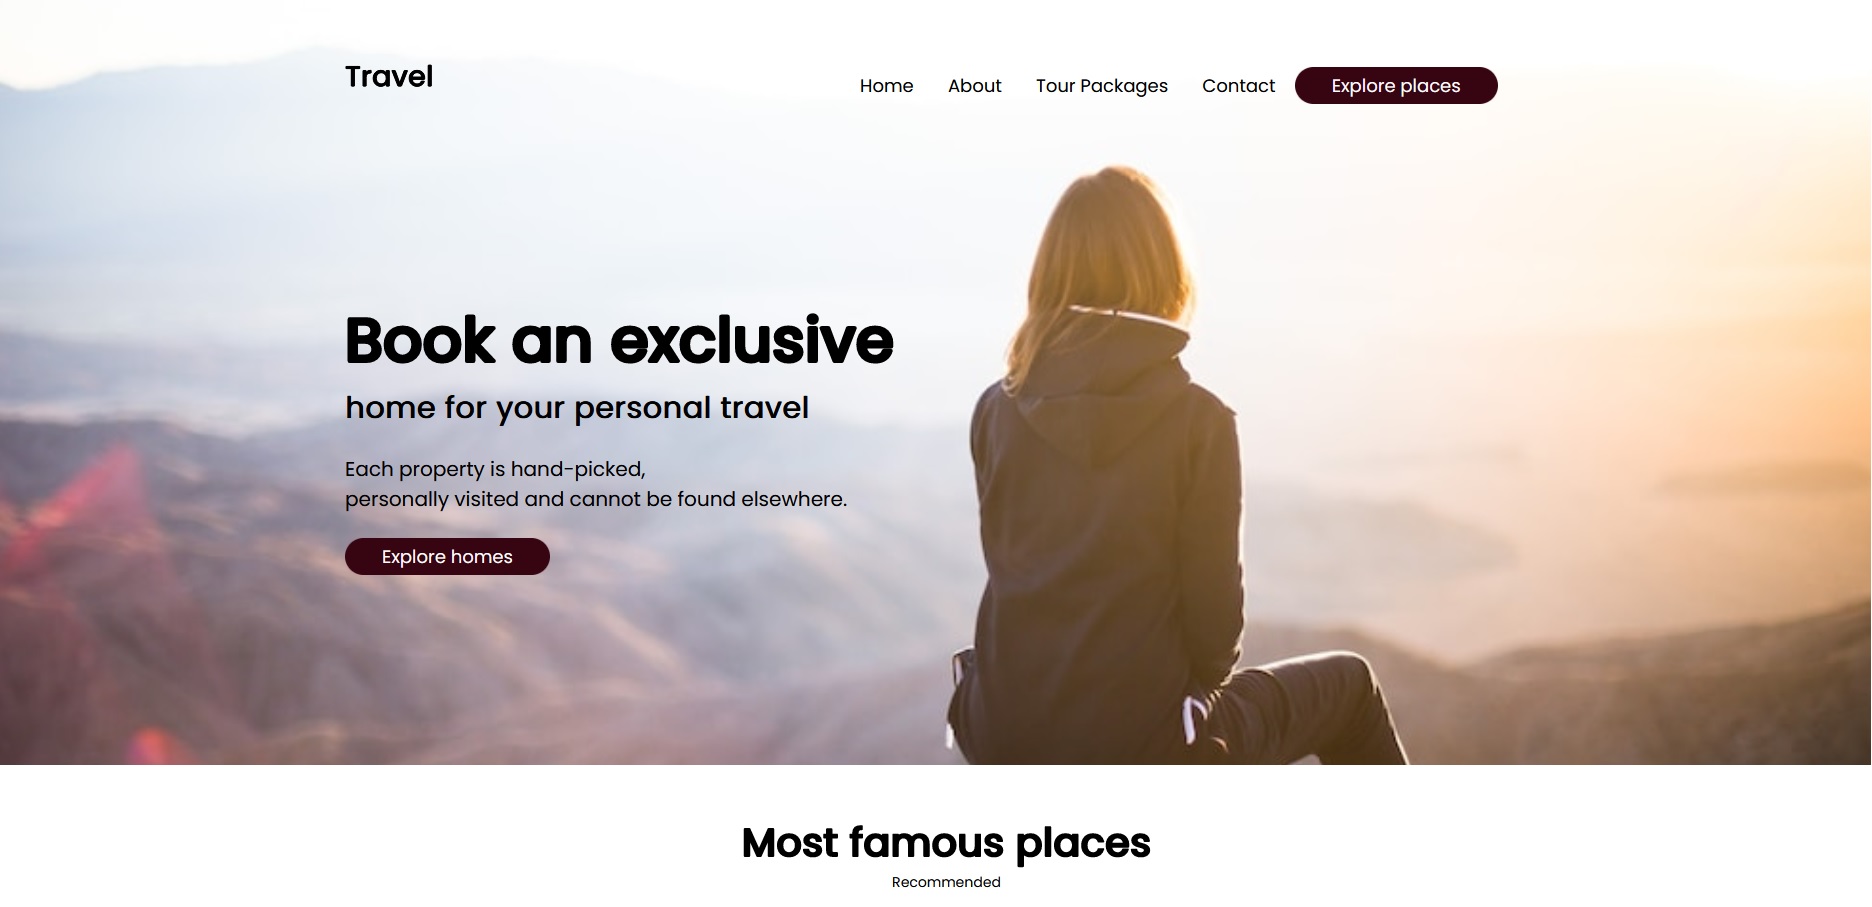 Travel
Home About Tour Packages Contact Explore places
Book an exclusive
home for your personal travel
Each property is hand-picked,
personally visited and cannot be found elsewhere.
Explore homes
Most famous places
Recommended